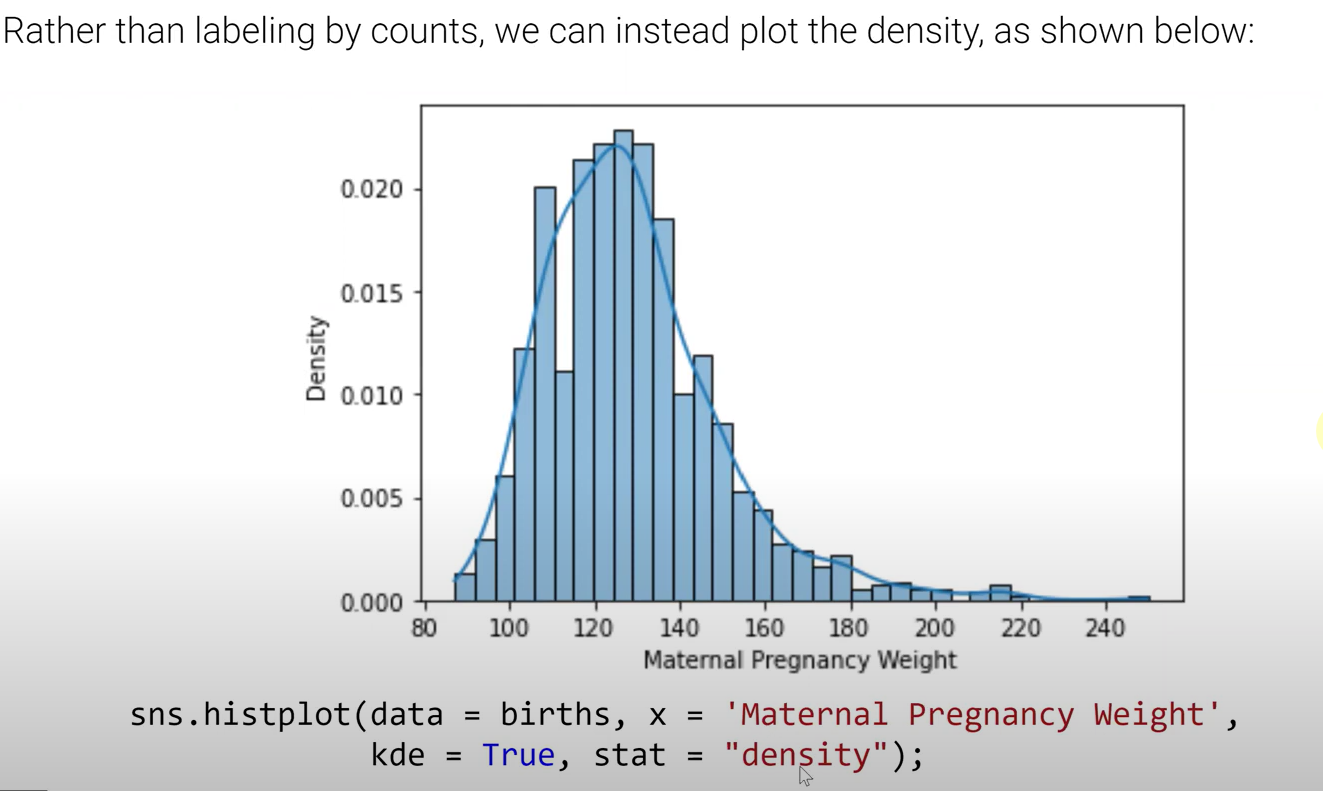 Rather than labeling by counts, we can instead plot the density, as shown below:
0.020
0.015
0.010
0.005
0.000
Density
80 100 120 140 160 180 200 220 240
Maternal Pregnancy Weight
sns.histplot(data = births, x = 'Maternal Pregnancy Weight',
kde = True, stat = "density");